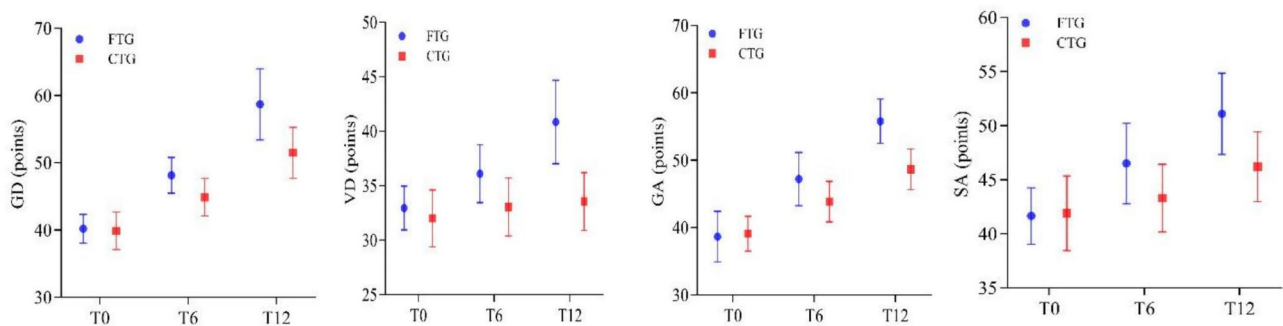 GD (points)
70
60
50
40
30
FTG
CTG
T0 T6 T12
VD (points)
50
45
40
35
30
25
FTG
CTG
T0 T6 T12
GA (points)
70
60
50
40
30
FTG
CTG
T0 T6 T12
SA (points)
60
55
50
45
40
35
FTG
CTG
T0 T6 T12